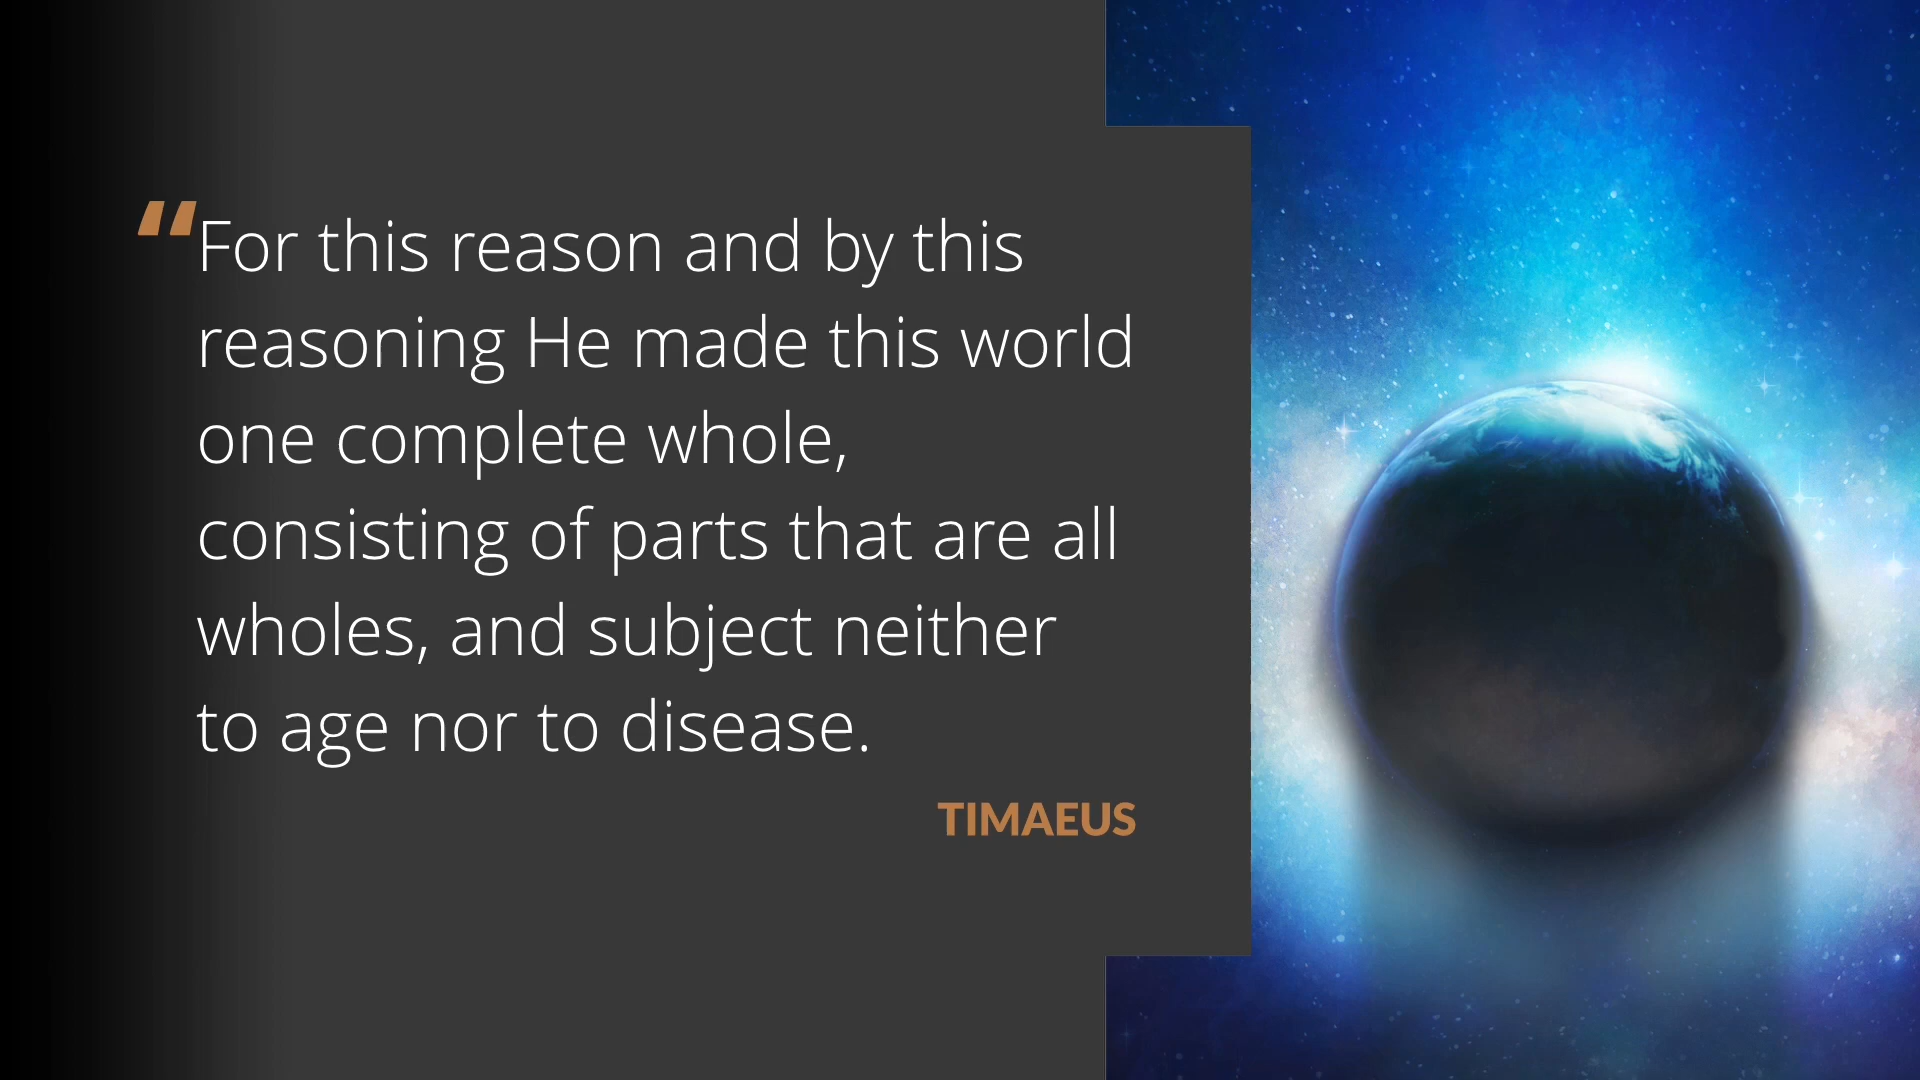 “For this reason and by this
reasoning He made this world
one complete whole,
consisting of parts that are all
wholes, and subject neither
to age nor to disease.
TIMAEUS